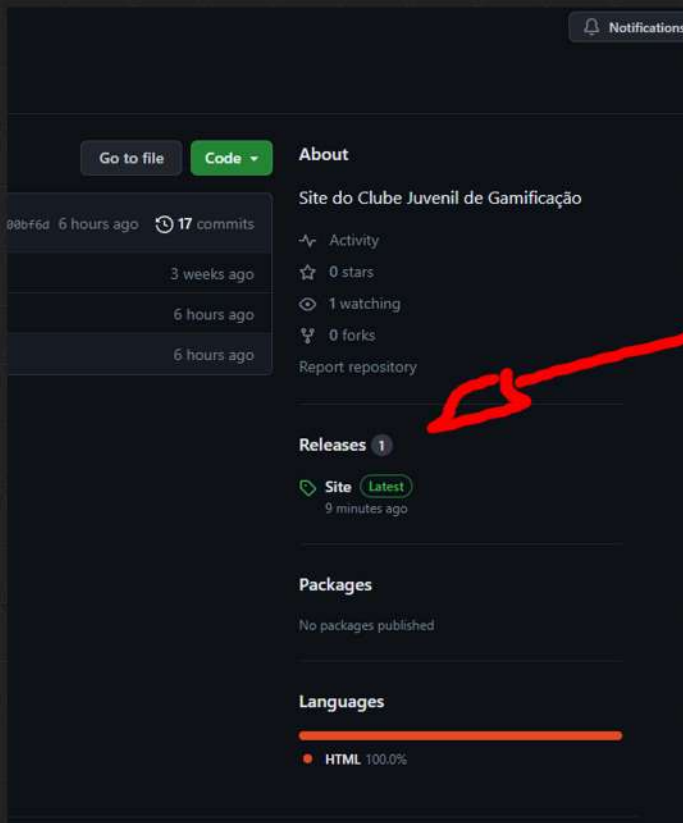 Notifications
Go to file
Code
00bf6d 6 hours ago 17 commits
3 weeks ago
6 hours ago
6 hours ago
About
Site do Clube Juvenil de Gamificação
Activity
0 stars
1 watching
0 forks
Report repository
Releases 1
Site Latest
9 minutes ago
Packages
No packages published
Languages
HTML 100.0%